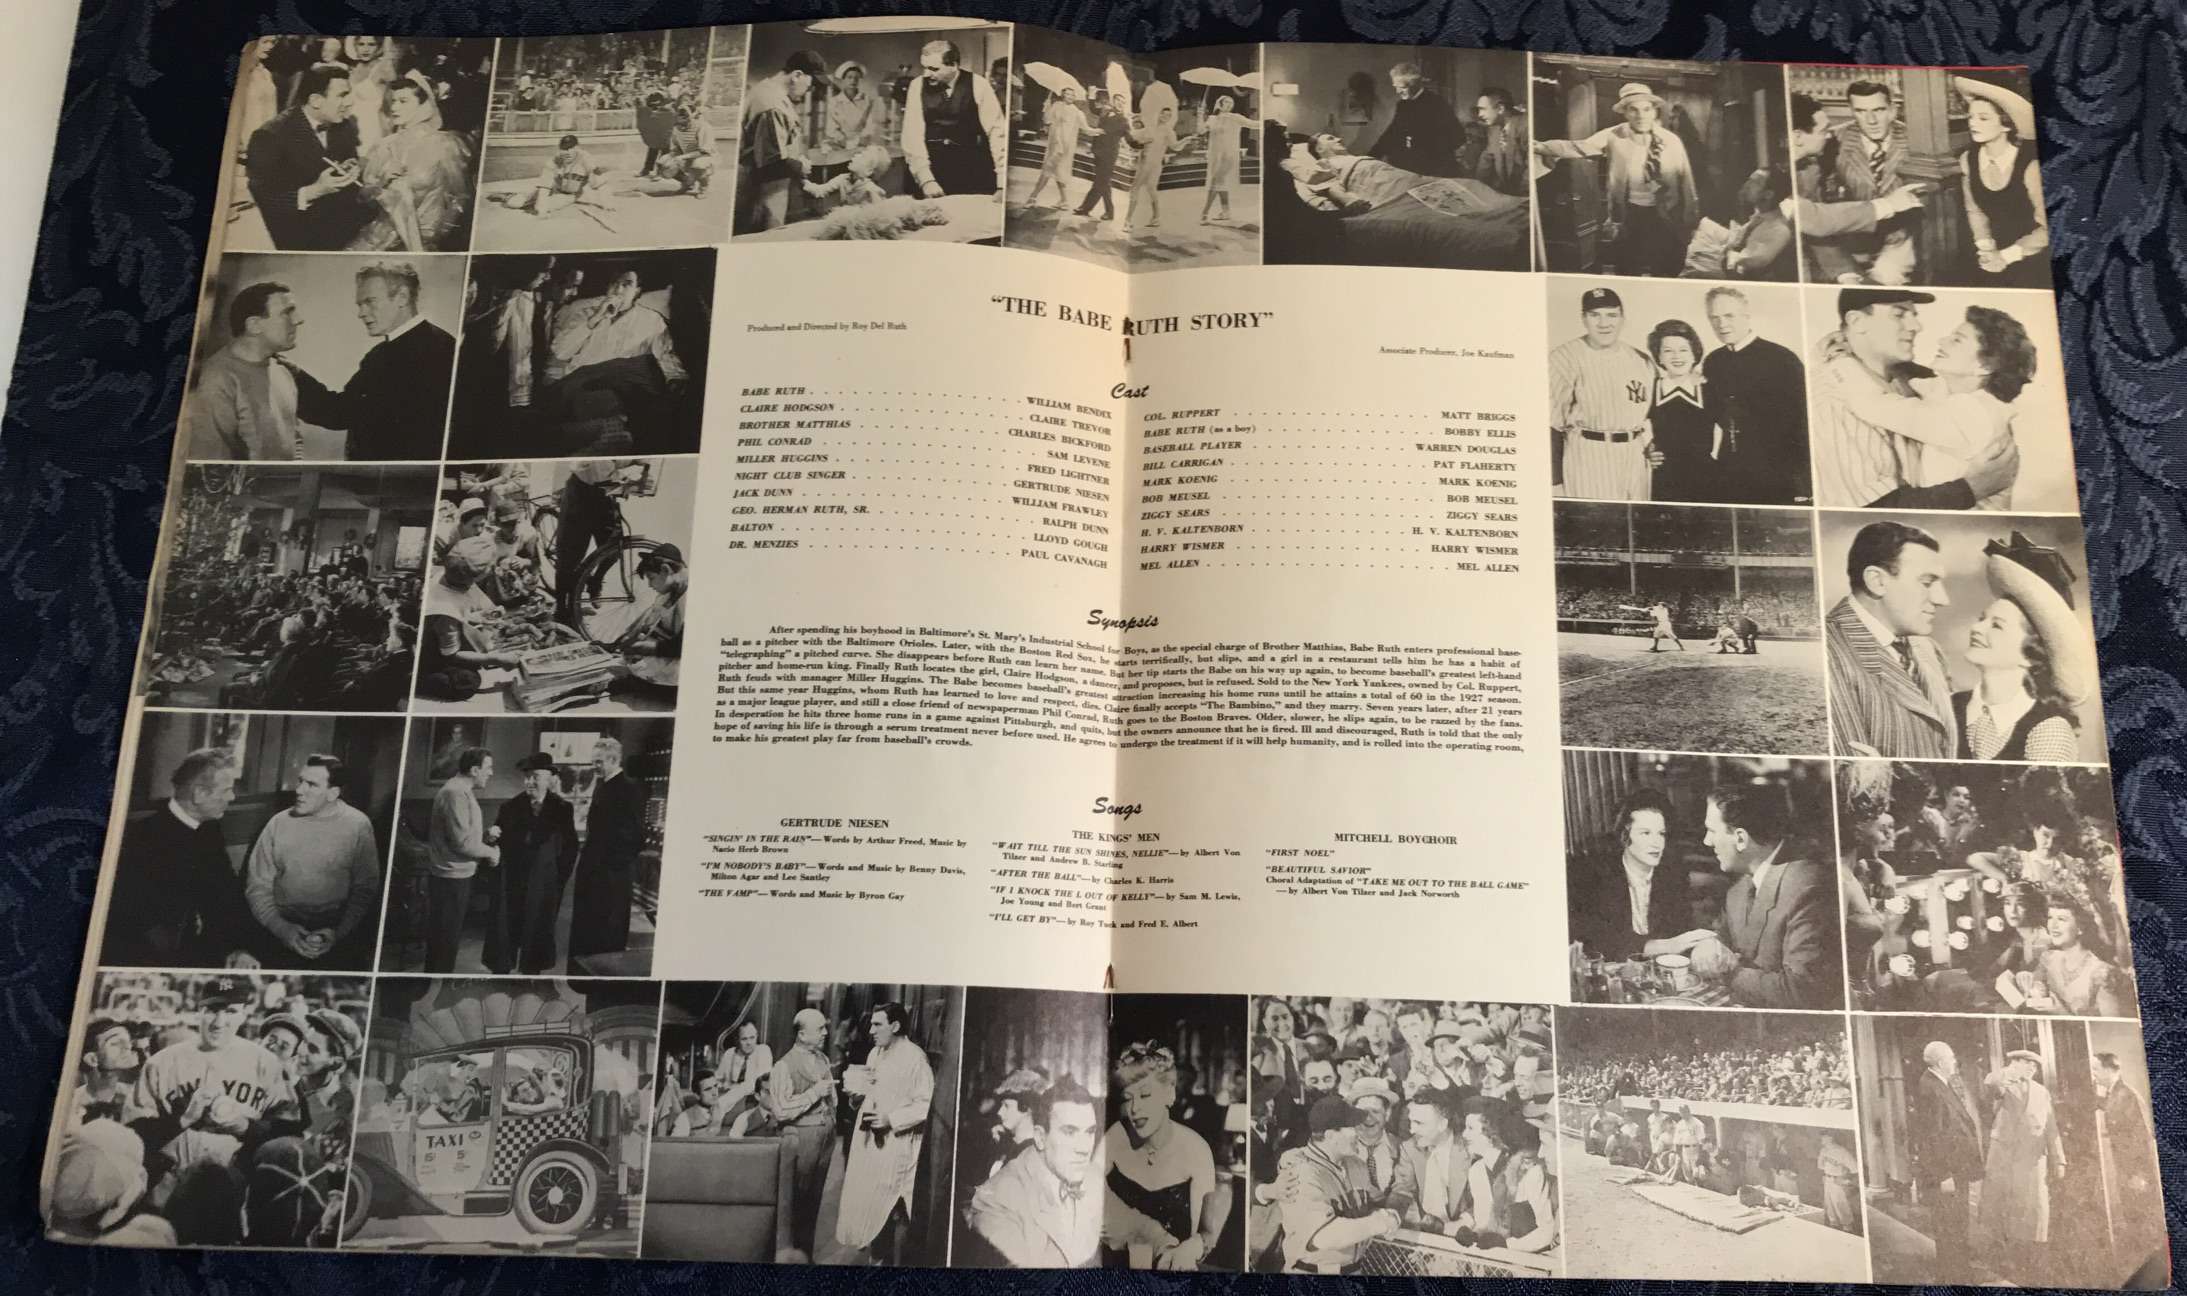 "THE BABE RUTH STORY"
Produced and Directed by Roy Del Ruth
Associate Producer, Joe Kaufman
Cast
BABE RUTH . . . . . . . . . . . . . . . WILLIAM BENDIX
CLAIRE HODGSON . . . . . . . . . . . . . . . CLAIRE TREVOR
BROTHER MATTHIAS . . . . . . . . . . . . . . . CHARLES BICKFORD
PHIL CONRAD . . . . . . . . . . . . . . . SAM LEVENE
MILLER HUGGINS . . . . . . . . . . . . . . . FRED LIGHTNER
NIGHT CLUB SINGER . . . . . . . . . . . . . . . GERTRUDE NIESEN
JACK DUNN . . . . . . . . . . . . . . . WILLIAM FRAWLEY
GEO. HERMAN RUTH, SR. . . . . . . . . . . . . . . . RALPH DUNN
BALTON . . . . . . . . . . . . . . . LLOYD GOUGH
DR. MENZIES . . . . . . . . . . . . . . . PAUL CAVANAGH
COL. RUPPERT . . . . . . . . . . . . . . . MATT BRIGGS
BABE RUTH (as a boy) . . . . . . . . . . . . . . . BOBBY ELLIS
BASEBALL PLAYER . . . . . . . . . . . . . . . WARREN DOUGLAS
BILL CARRIGAN . . . . . . . . . . . . . . . PAT FLAHERTY
MARK KOENIG . . . . . . . . . . . . . . . MARK KOENIG
BOB MEUSEL . . . . . . . . . . . . . . . BOB MEUSEL
ZIGGY SEARS . . . . . . . . . . . . . . . ZIGGY SEARS
H. V. KALTENBORN . . . . . . . . . . . . . . . H. V. KALTENBORN
HARRY WISMER . . . . . . . . . . . . . . . HARRY WISMER
MEL ALLEN . . . . . . . . . . . . . . . MEL ALLEN
Synopsis
After spending his boyhood in Baltimore's St. Mary's Industrial School for Boys, as the special charge of Brother Matthias, Babe Ruth enters professional base-
ball as a pitcher with the Baltimore Orioles. Later, with the Boston Red Sox, he starts terrifically, but slips, and a girl in a restaurant tells him he has a habit of
"telegraphing" a pitched curve. She disappears before Ruth can learn her name. But her tip starts the Babe on his way up again, to become baseball's greatest left-hand
pitcher and home-run king. Finally Ruth locates the girl, Claire Hodgson, a dancer, and proposes, but is refused. Sold to the New York Yankees, owned by Col. Ruppert,
Ruth feuds with manager Miller Huggins. The Babe becomes baseball's greatest attraction increasing his home runs until he attains a total of 60 in the 1927 season.
But this same year Huggins, whom Ruth has learned to love and respect, dies. Claire finally accepts "The Bambino," and they marry. Seven years later, after 21 years
as a major league player, and still a close friend of newspaperman Phil Conrad, Ruth goes to the Boston Braves. Older, slower, he slips again, to be razzed by the fans.
In desperation he hits three home runs in a game against Pittsburgh, and quits, but the owners announce that he is fired. Ill and discouraged, Ruth is told that the only
hope of saving his life is through a serum treatment never before used. He agrees to undergo the treatment if it will help humanity, and is rolled into the operating room,
to make his greatest play far from baseball's crowds.
Songs
GERTRUDE NIESEN
"SINGIN' IN THE RAIN"—Words by Arthur Freed, Music by
Nacio Herb Brown
"I'M NOBODY'S BABY"—Words and Music by Benny Davis,
Milton Agar and Lee Santley
"THE VAMP"—Words and Music by Byron Gay
THE KINGS' MEN
"WAIT TILL THE SUN SHINES, NELLIE"—by Albert Von
Tilzer and Andrew B. Starling
"AFTER THE BALL"—by Charles K. Harris
"IF I KNOCK THE L OUT OF KELLY"—by Sam M. Lewis,
Joe Young and Bert Grant
"I'LL GET BY"—by Roy Tuck and Fred E. Albert
MITCHELL BOYCHOIR
"FIRST NOEL"
"BEAUTIFUL SAVIOR"
Choral Adaptation of "TAKE ME OUT TO THE BALL GAME"
—by Albert Von Tilzer and Jack Norworth
NEW YORK
TAXI
15 5